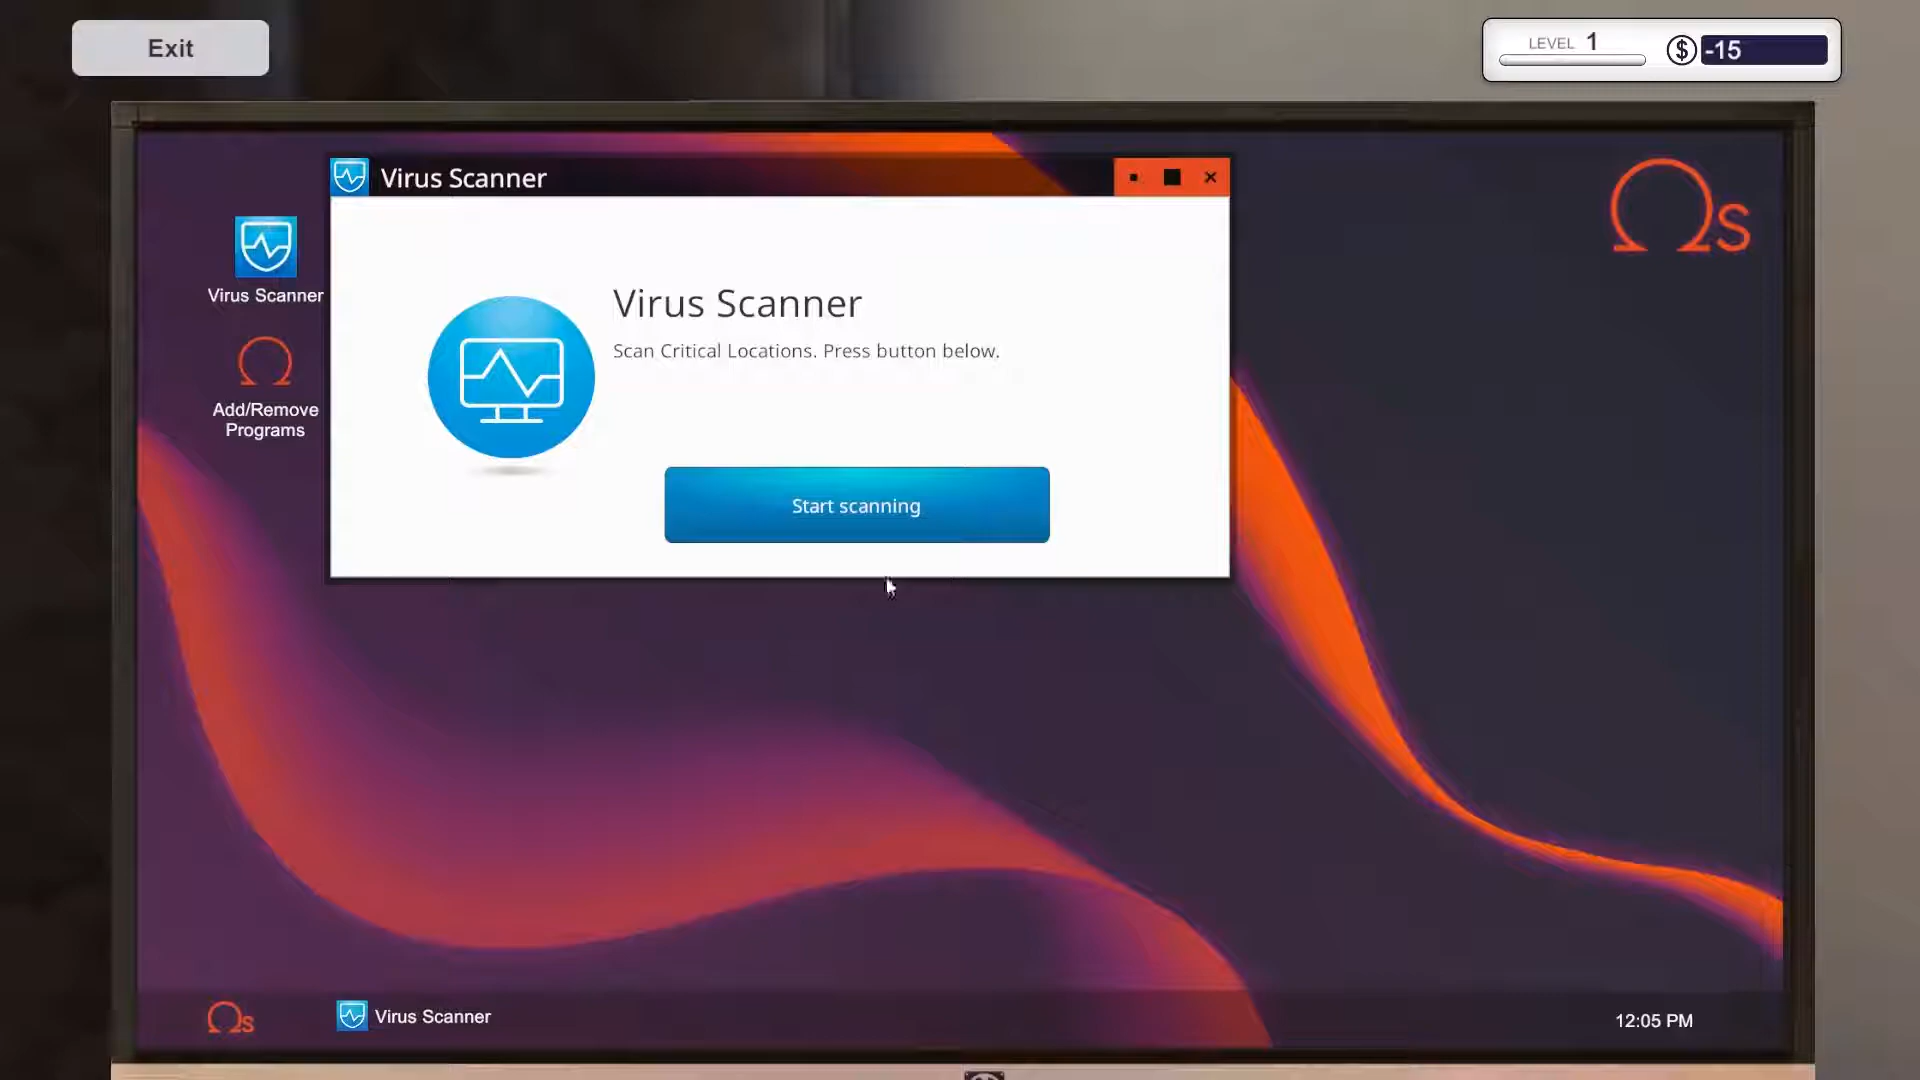 Exit
LEVEL 1
$ -15
Virus Scanner
Ωs
Virus Scanner
Virus Scanner
Scan Critical Locations. Press button below.
Add/Remove
Programs
Start scanning
Ωs
Virus Scanner
12:05 PM